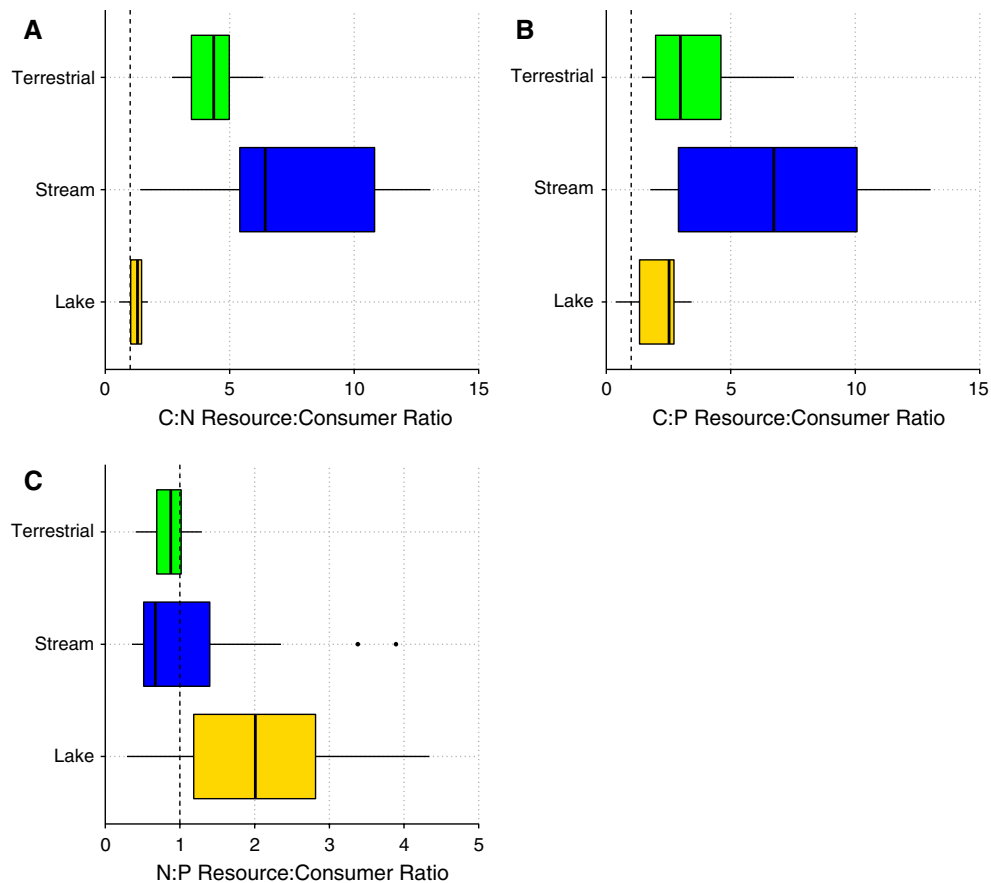 A
Terrestrial
Stream
Lake
0 5 10 15
C:N Resource:Consumer Ratio
B
Terrestrial
Stream
Lake
0 5 10 15
C:P Resource:Consumer Ratio
C
Terrestrial
Stream
Lake
0 1 2 3 4 5
N:P Resource:Consumer Ratio